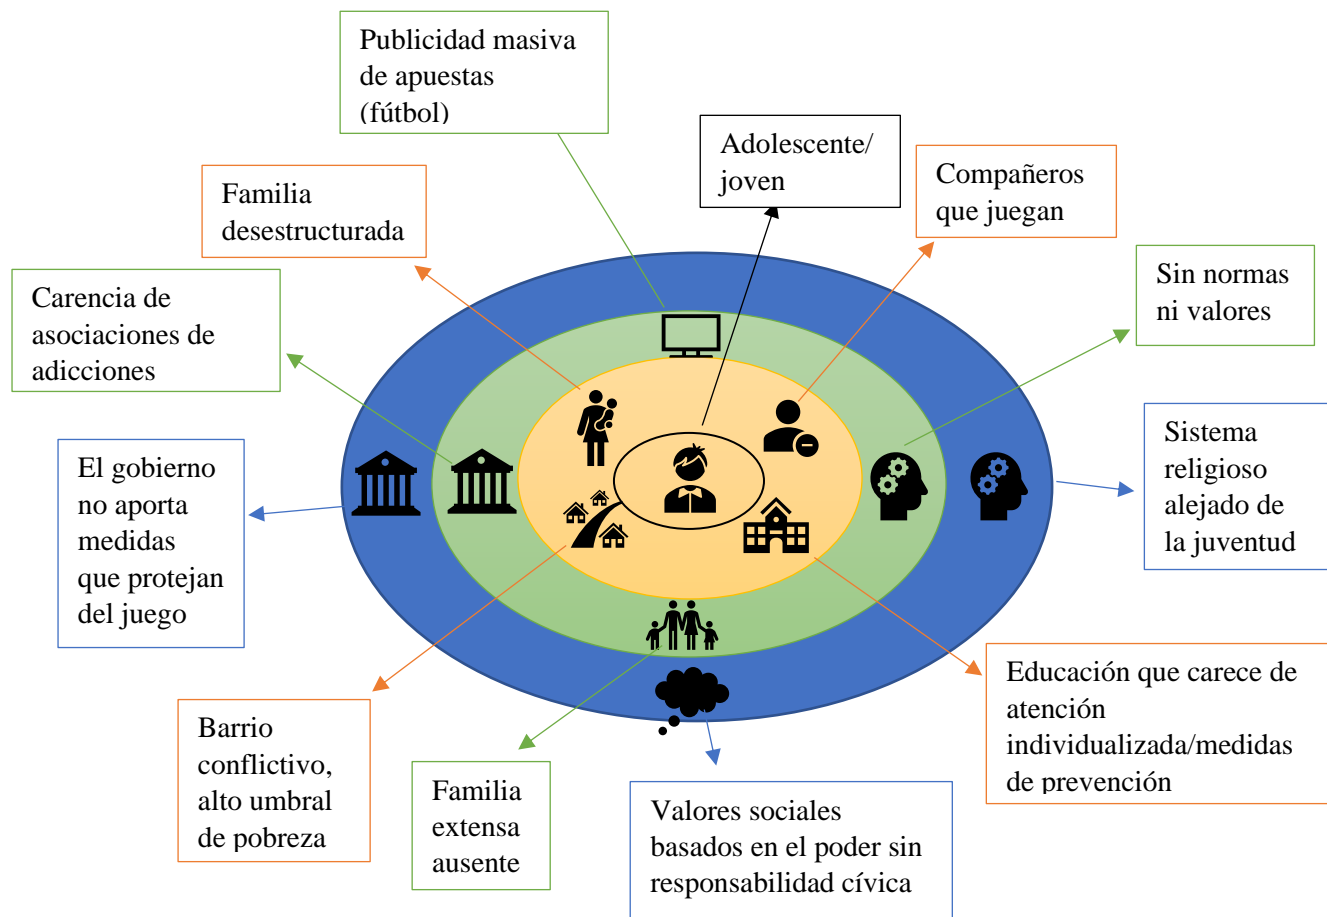 Publicidad masiva
de apuestas
(fútbol)
Adolescente/
joven
Compañeros
que juegan
Familia
desestructurada
Sin normas
ni valores
Carencia de
asociaciones de
adicciones
El gobierno
no aporta
medidas
que protejan
del juego
Sistema
religioso
alejado de
la juventud
Barrio
conflictivo,
alto umbral
de pobreza
Familia
extensa
ausente
Valores sociales
basados en el poder sin
responsabilidad cívica
Educación que carece de
atención
individualizada/medidas
de prevención